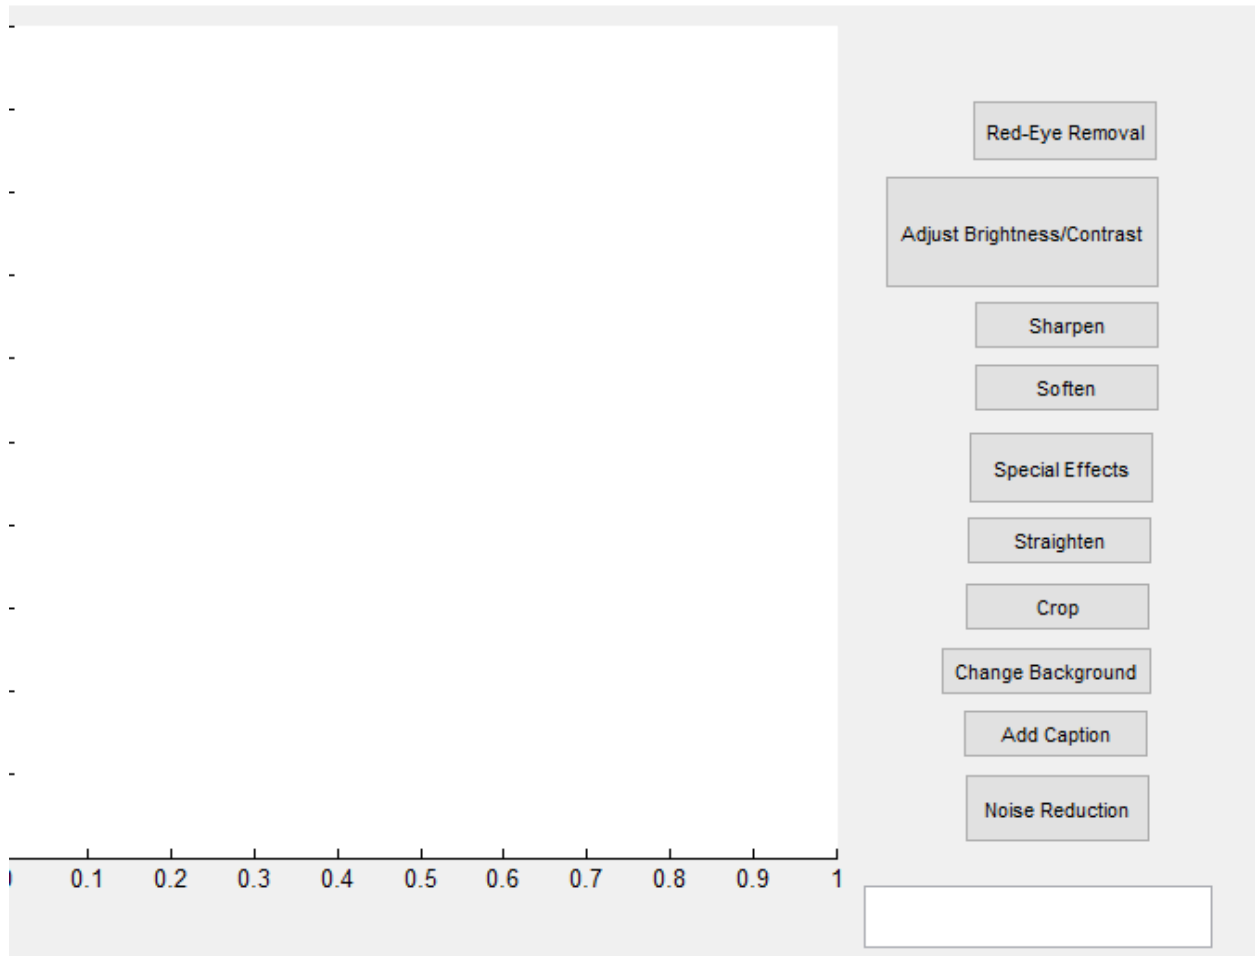 Red-Eye Removal
Adjust Brightness/Contrast
Sharpen
Soften
Special Effects
Straighten
Crop
Change Background
Add Caption
Noise Reduction
0.1 0.2 0.3 0.4 0.5 0.6 0.7 0.8 0.9 1